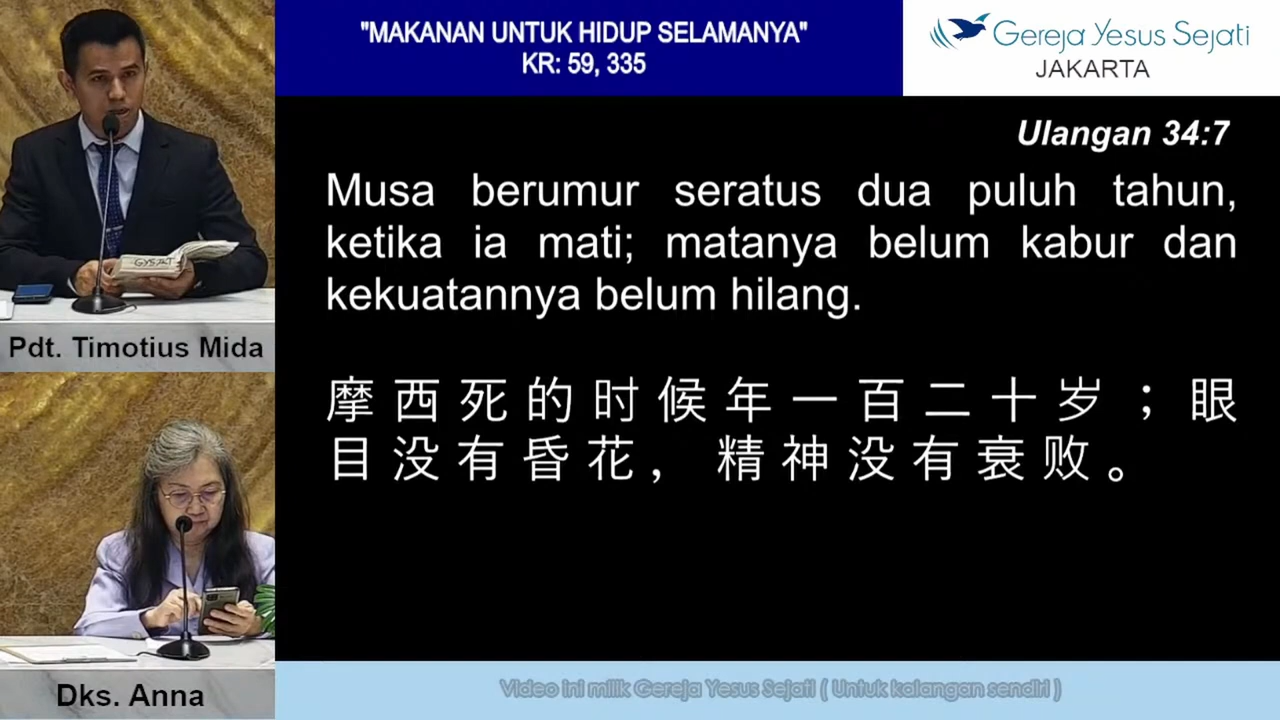 "MAKANAN UNTUK HIDUP SELAMANYA"
KR: 59, 335
Gereja Yesus Sejati
JAKARTA
Ulangan 34:7
Musa berumur seratus dua puluh tahun,
ketika ia mati; matanya belum kabur dan
kekuatannya belum hilang.
摩西死的时候年一百二十岁；眼
目没有昏花，精神没有衰败。
GYSAT
Pdt. Timotius Mida
Dks. Anna
Video ini milik Gereja Yesus Sejati ( Untuk kalangan sendiri )